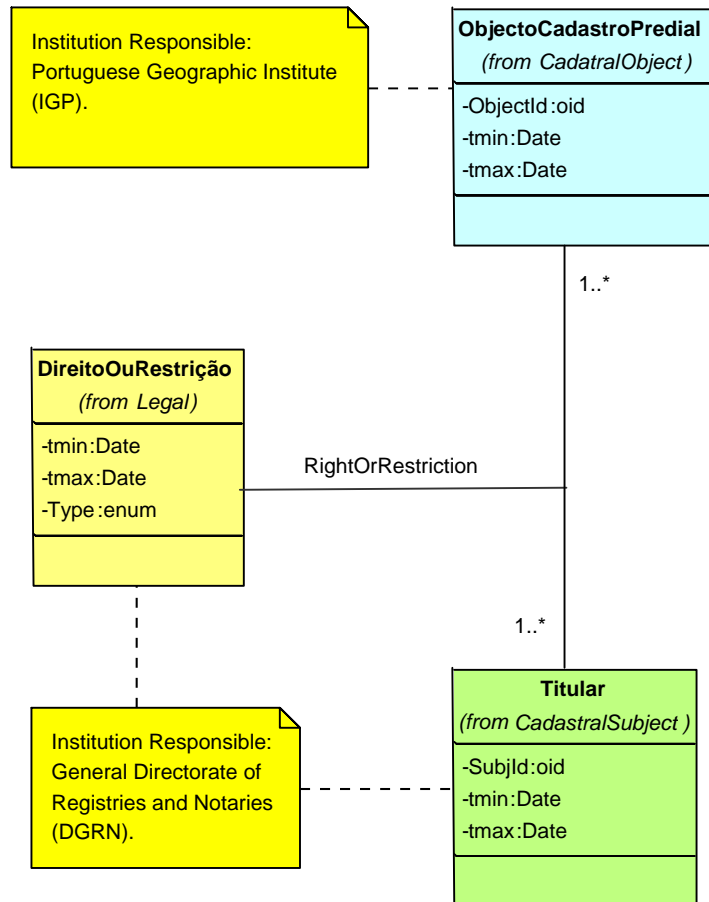 Institution Responsible:
Portuguese Geographic Institute
(IGP).
ObjectoCadastroPredial
(from CadatralObject)
-ObjectId:oid
-tmin:Date
-tmax:Date
1..*
DireitoOuRestrição
(from Legal)
-tmin:Date
-tmax:Date
-Type:enum
RightOrRestriction
1..*
Institution Responsible:
General Directorate of
Registries and Notaries
(DGRN).
Titular
(from CadastralSubject)
-SubjId:oid
-tmin:Date
-tmax:Date